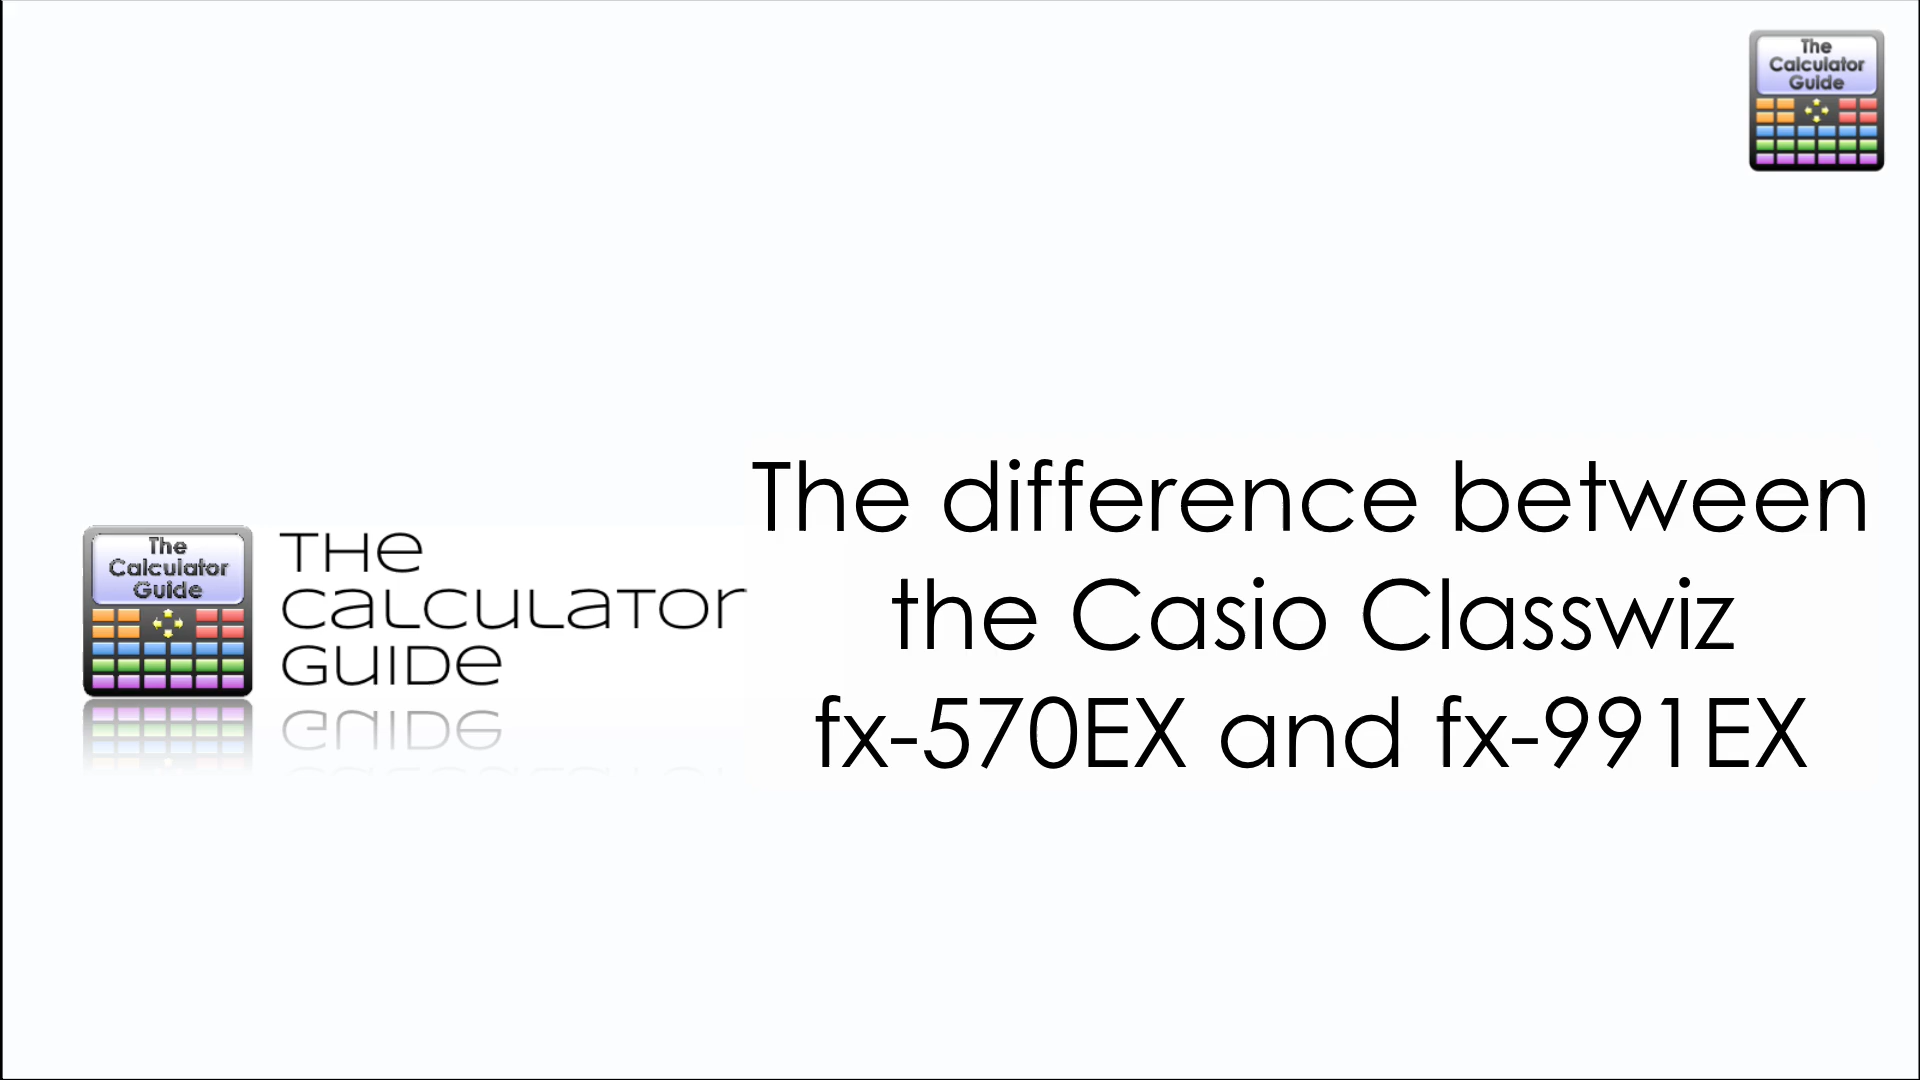 The
Calculator
Guide
The difference between
the Casio Classwiz
fx-570EX and fx-991EX
The
Calculator
Guide
THE
CALCULATOR
GUIDE